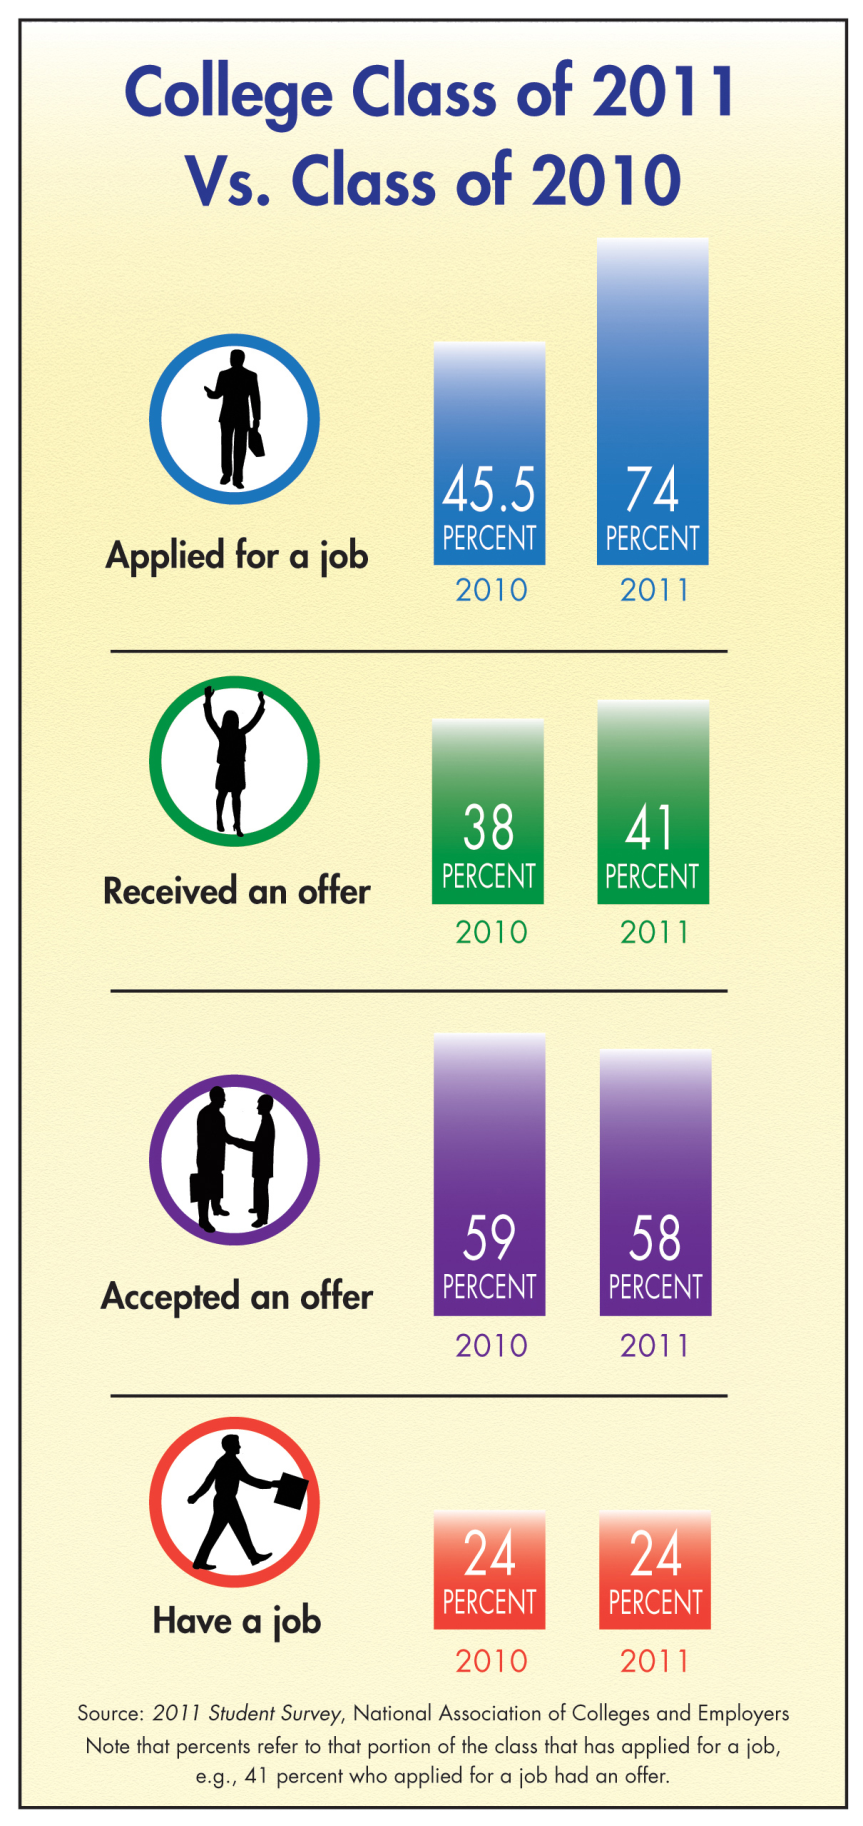 College Class of 2011
Vs. Class of 2010
Applied for a job
45.5
PERCENT
2010
74
PERCENT
2011
Received an offer
38
PERCENT
2010
41
PERCENT
2011
Accepted an offer
59
PERCENT
2010
58
PERCENT
2011
Have a job
24
PERCENT
2010
24
PERCENT
2011
Source: 2011 Student Survey, National Association of Colleges and Employers
Note that percents refer to that portion of the class that has applied for a job,
e.g., 41 percent who applied for a job had an offer.